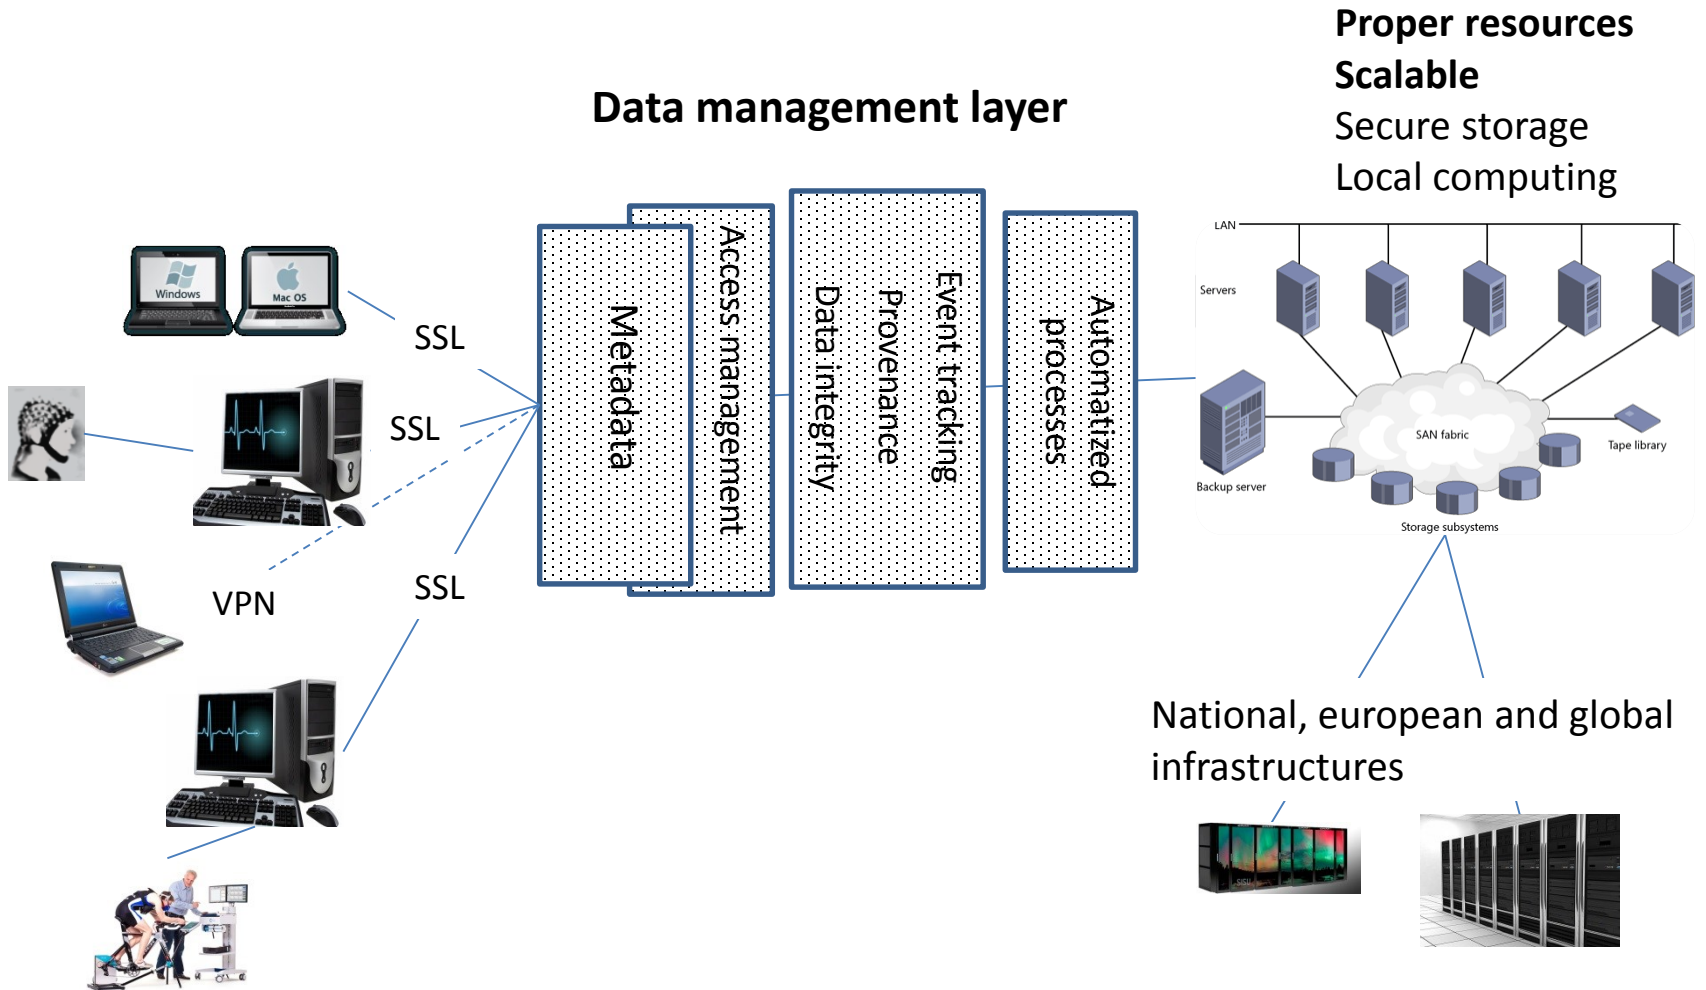 Proper resources
Scalable
Secure storage
Local computing
Data management layer
LAN
Servers
Backup server
SAN fabric
Tape library
Storage subsystems
Windows
Mac OS
SSL
SSL
VPN
SSL
Metadata
Access management
Event tracking
Provenance
Data integrity
Automatized
processes
National, european and global
infrastructures
SISU